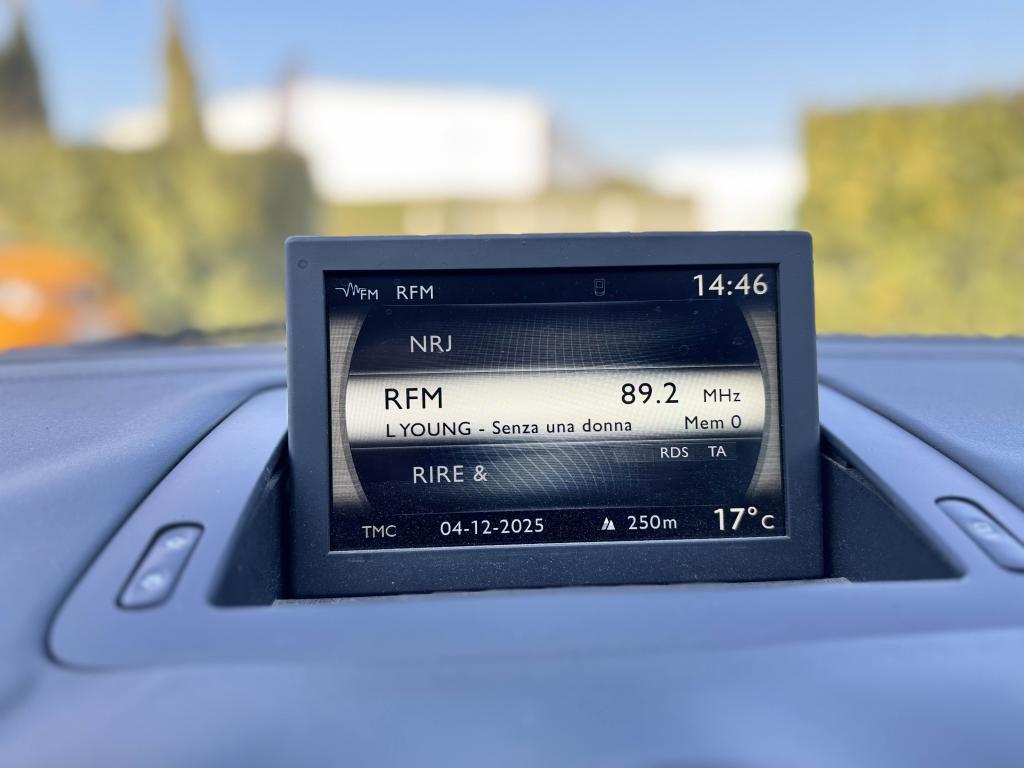 FM RFM 14:46
NRJ
RFM 89.2 MHz
L YOUNG - Senza una donna Mem 0
RDS TA
RIRE &
TMC 04-12-2025 250m 17°C